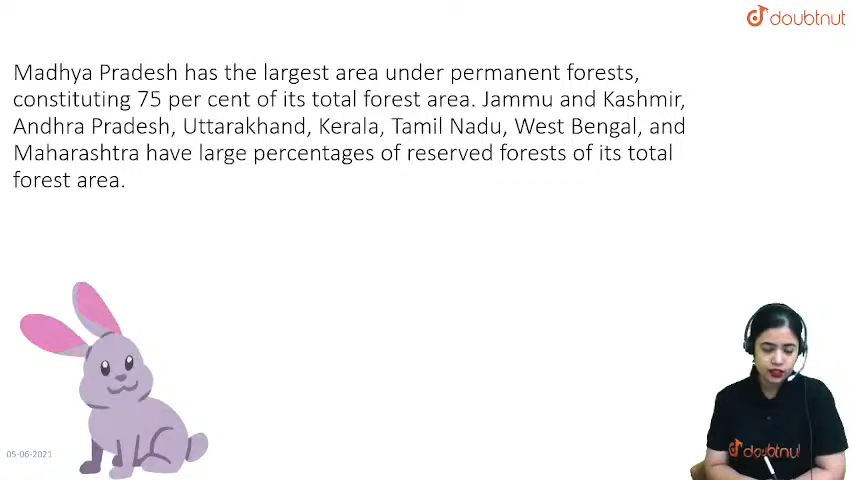 doubtnut
Madhya Pradesh has the largest area under permanent forests,
constituting 75 per cent of its total forest area. Jammu and Kashmir,
Andhra Pradesh, Uttarakhand, Kerala, Tamil Nadu, West Bengal, and
Maharashtra have large percentages of reserved forests of its total
forest area.
doubtnut
05-06-2021